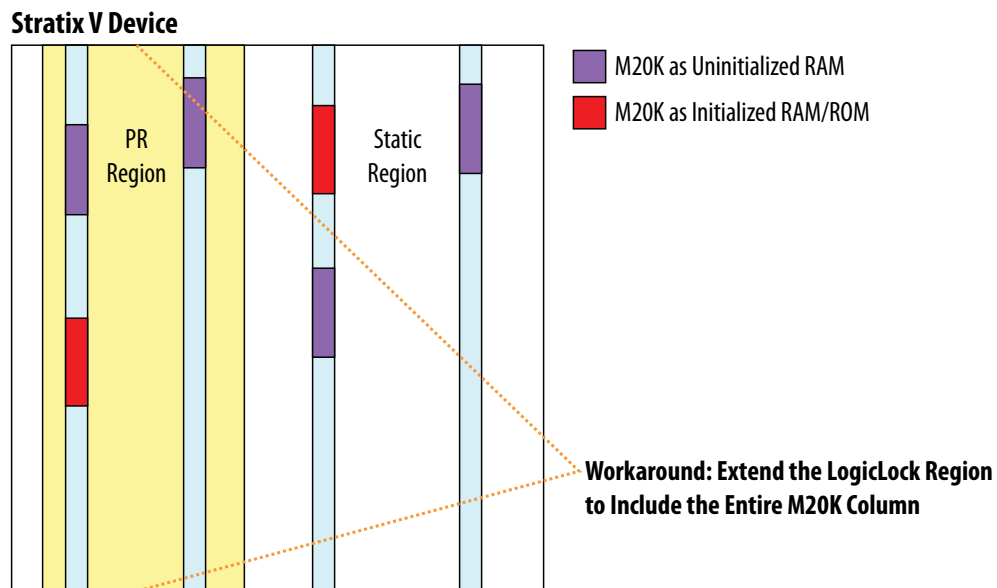 Stratix V Device
M20K as Uninitialized RAM
M20K as Initialized RAM/ROM
PR
Region
Static
Region
Workaround: Extend the LogicLock Region
to Include the Entire M20K Column